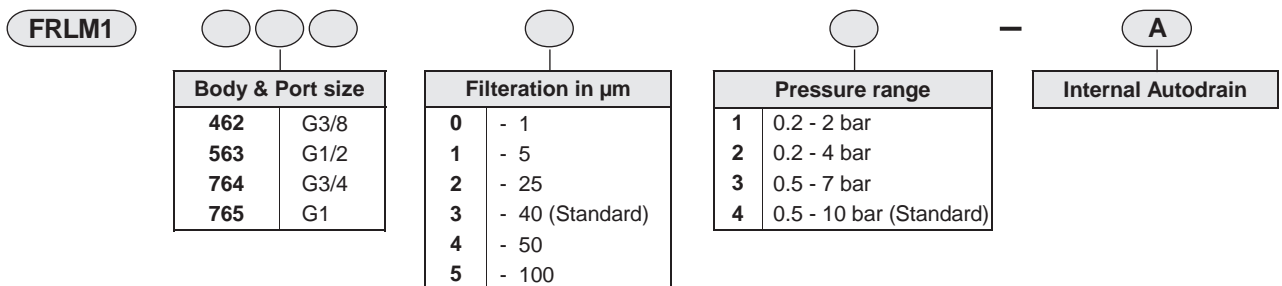 FRLM1 – A
Body & Port size
462 G3/8
563 G1/2
764 G3/4
765 G1
Filteration in µm
0 - 1
1 - 5
2 - 25
3 - 40 (Standard)
4 - 50
5 - 100
Pressure range
1 0.2 - 2 bar
2 0.2 - 4 bar
3 0.5 - 7 bar
4 0.5 - 10 bar (Standard)
Internal Autodrain